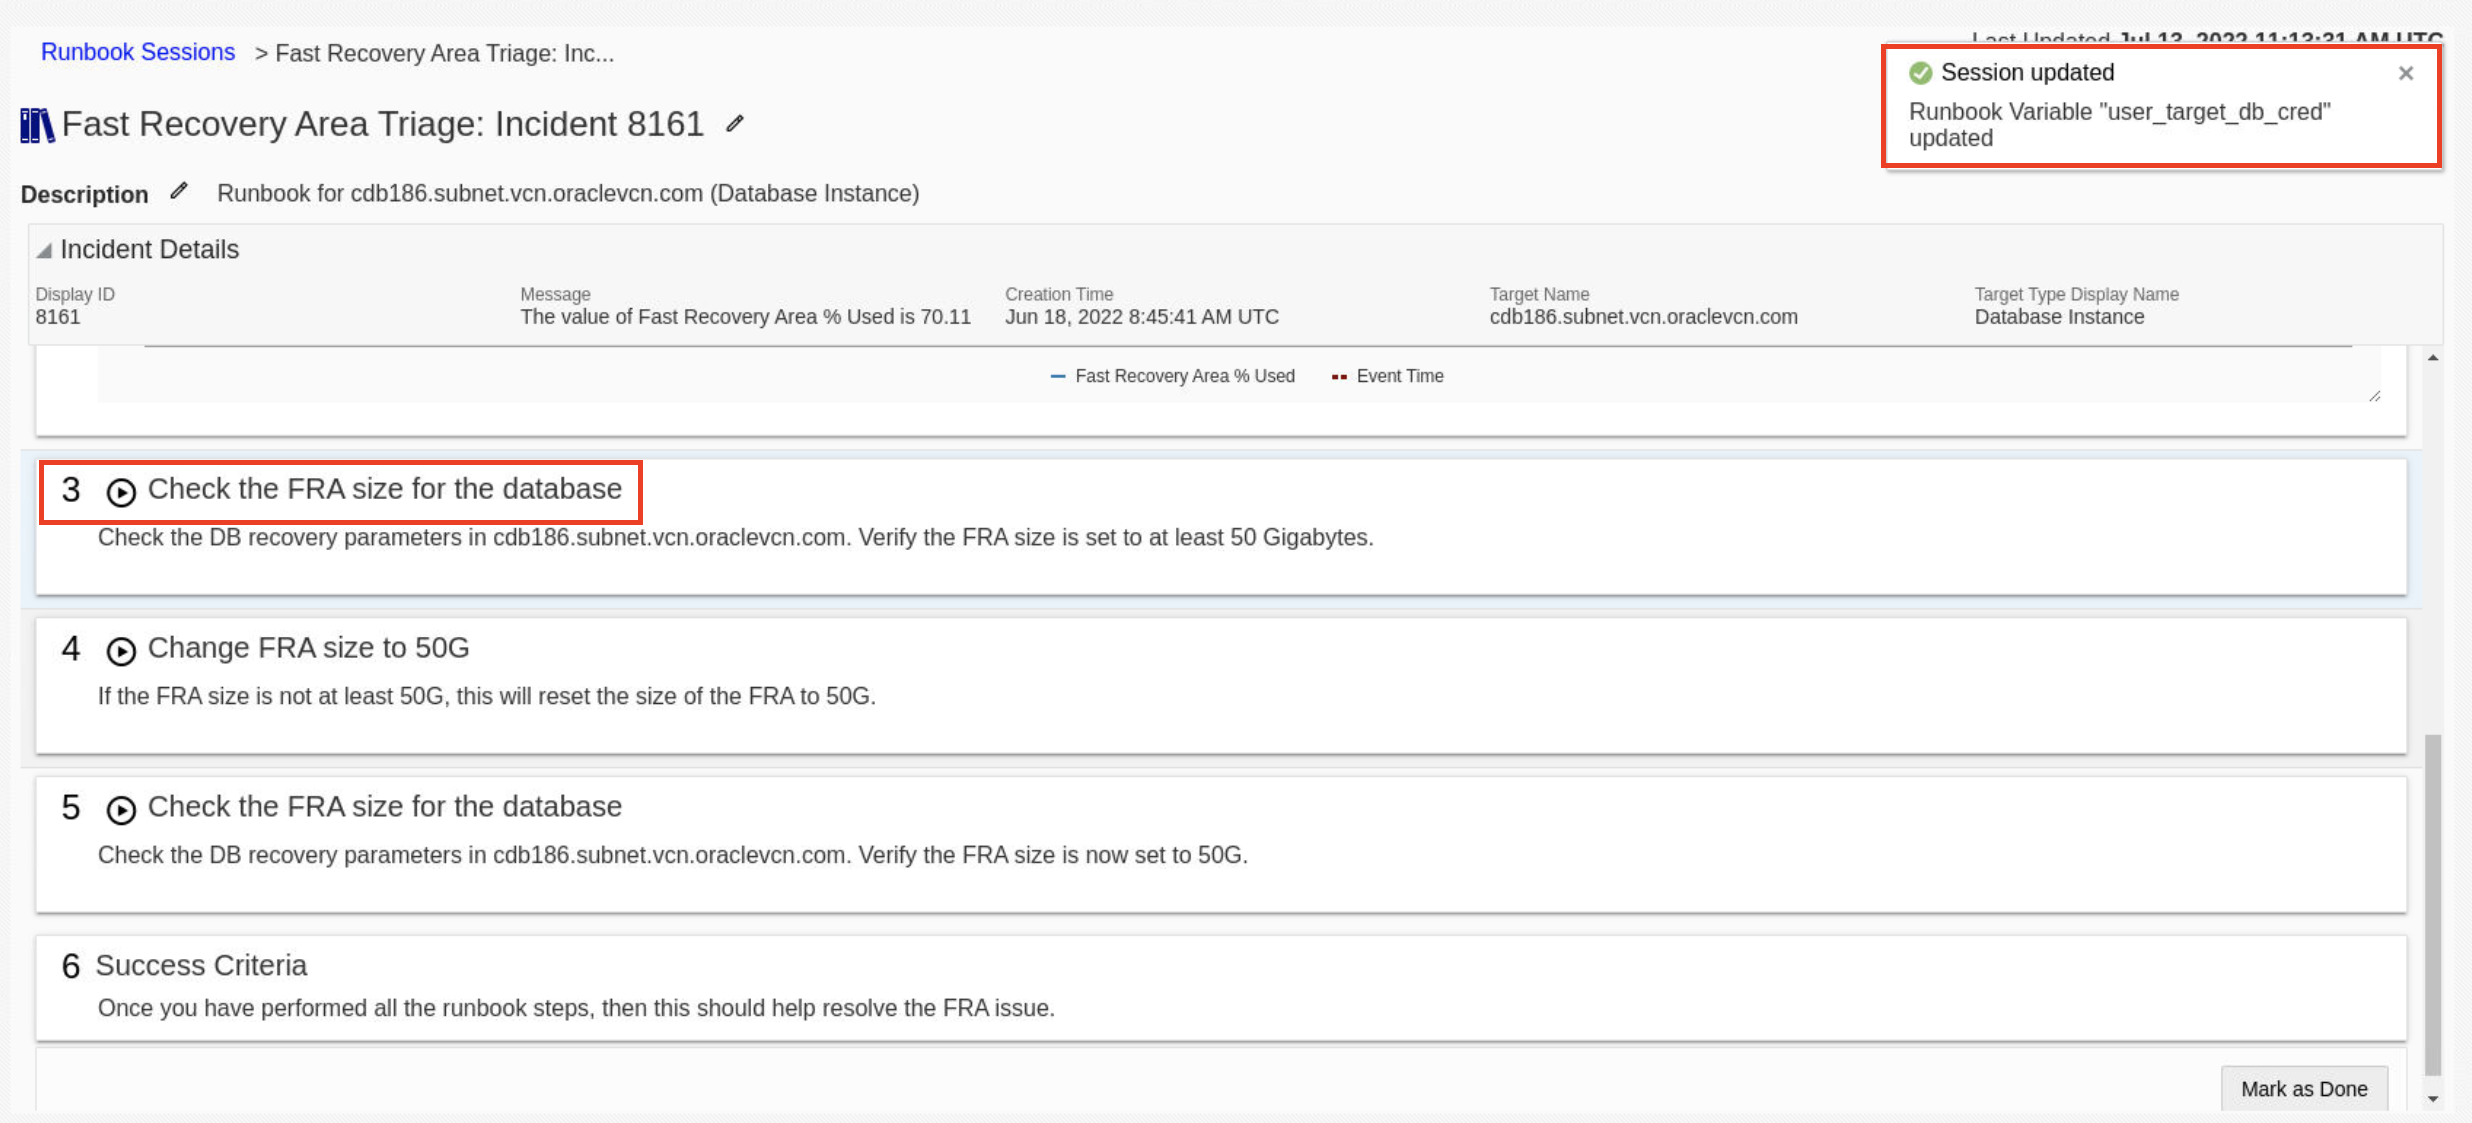 Runbook Sessions > Fast Recovery Area Triage: Inc...
Last Updated Jul 13, 2022 11:13:31 AM UTC
Session updated
Runbook Variable "user_target_db_cred"
updated
Fast Recovery Area Triage: Incident 8161
Description Runbook for cdb186.subnet.vcn.oraclevcn.com (Database Instance)
Incident Details
Display ID Message Creation Time Target Name Target Type Display Name
8161 The value of Fast Recovery Area % Used is 70.11 Jun 18, 2022 8:45:41 AM UTC cdb186.subnet.vcn.oraclevcn.com Database Instance
Fast Recovery Area % Used Event Time
3 Check the FRA size for the database
Check the DB recovery parameters in cdb186.subnet.vcn.oraclevcn.com. Verify the FRA size is set to at least 50 Gigabytes.
4 Change FRA size to 50G
If the FRA size is not at least 50G, this will reset the size of the FRA to 50G.
5 Check the FRA size for the database
Check the DB recovery parameters in cdb186.subnet.vcn.oraclevcn.com. Verify the FRA size is now set to 50G.
6 Success Criteria
Once you have performed all the runbook steps, then this should help resolve the FRA issue.
Mark as Done